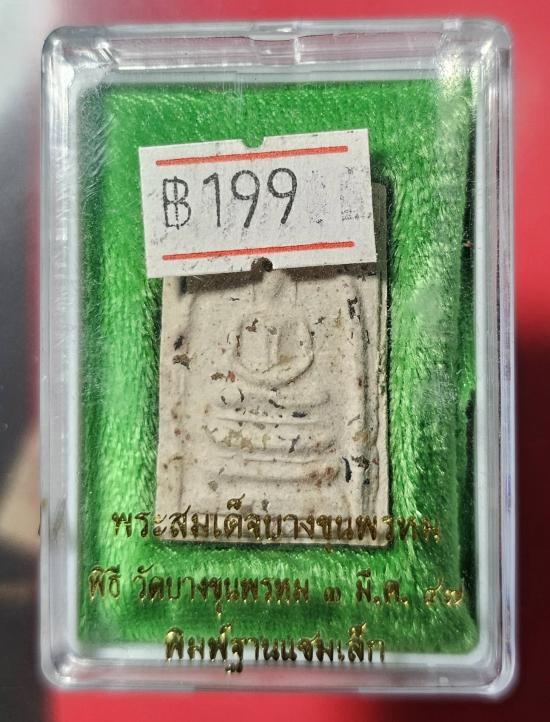 ฿199
พระสมเด็จบางขุนพรหม
พิธี วัดบางขุนพรหม ๓ มี.ค. ๔๗
พิมพ์ฐานแซมเล็ก